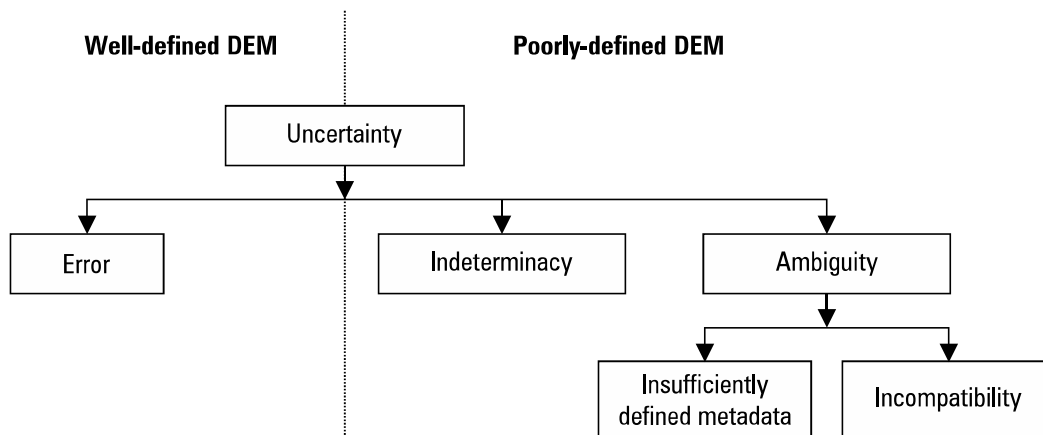 Well-defined DEM
Poorly-defined DEM
Uncertainty
Error
Indeterminacy
Ambiguity
Insufficiently
defined metadata
Incompatibility